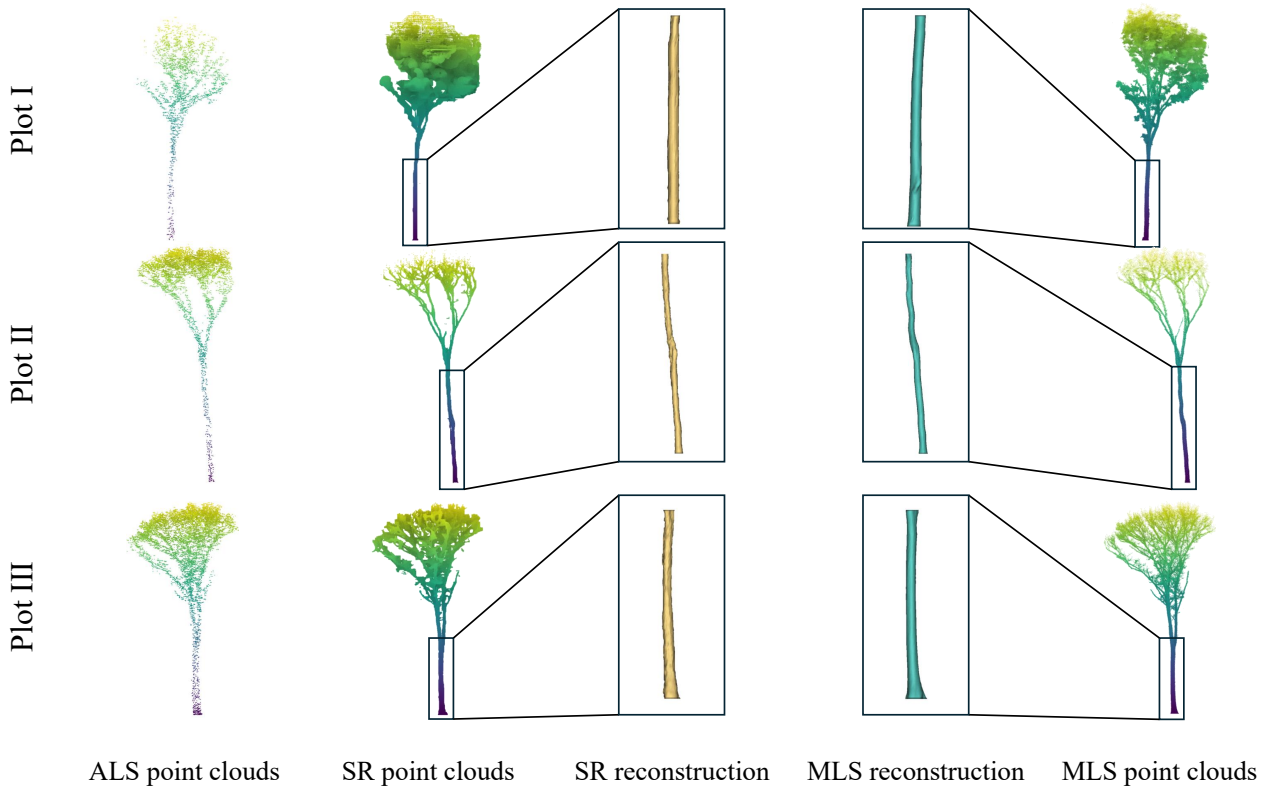 Plot I
Plot II
Plot III
ALS point clouds
SR point clouds
SR reconstruction
MLS reconstruction
MLS point clouds